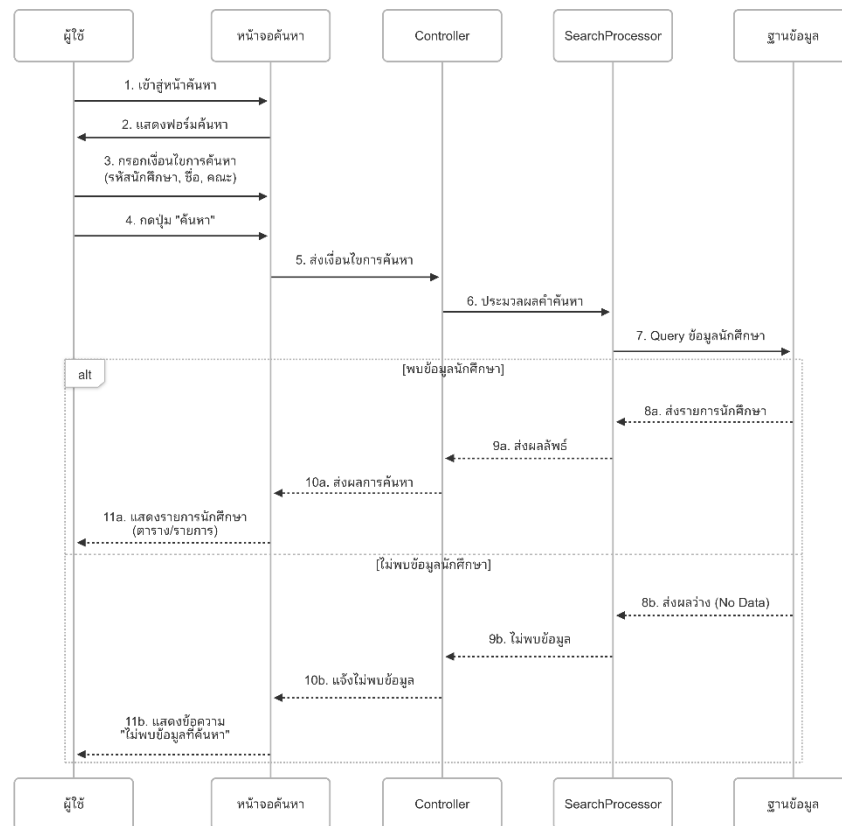 ผู้ใช้
หน้าจอค้นหา
Controller
SearchProcessor
ฐานข้อมูล
1. เข้าสู่หน้าค้นหา
2. แสดงฟอร์มค้นหา
3. กรอกเงื่อนไขการค้นหา
(รหัสนักศึกษา, ชื่อ, คณะ)
4. กดปุ่ม "ค้นหา"
5. ส่งเงื่อนไขการค้นหา
6. ประมวลผลคำค้นหา
7. Query ข้อมูลนักศึกษา
alt
[พบข้อมูลนักศึกษา]
8a. ส่งรายการนักศึกษา
9a. ส่งผลลัพธ์
10a. ส่งผลการค้นหา
11a. แสดงรายการนักศึกษา
(ตาราง/รายการ)
[ไม่พบข้อมูลนักศึกษา]
8b. ส่งผลว่าง (No Data)
9b. ไม่พบข้อมูล
10b. แจ้งไม่พบข้อมูล
11b. แสดงข้อความ
"ไม่พบข้อมูลที่ค้นหา"
ผู้ใช้
หน้าจอค้นหา
Controller
SearchProcessor
ฐานข้อมูล